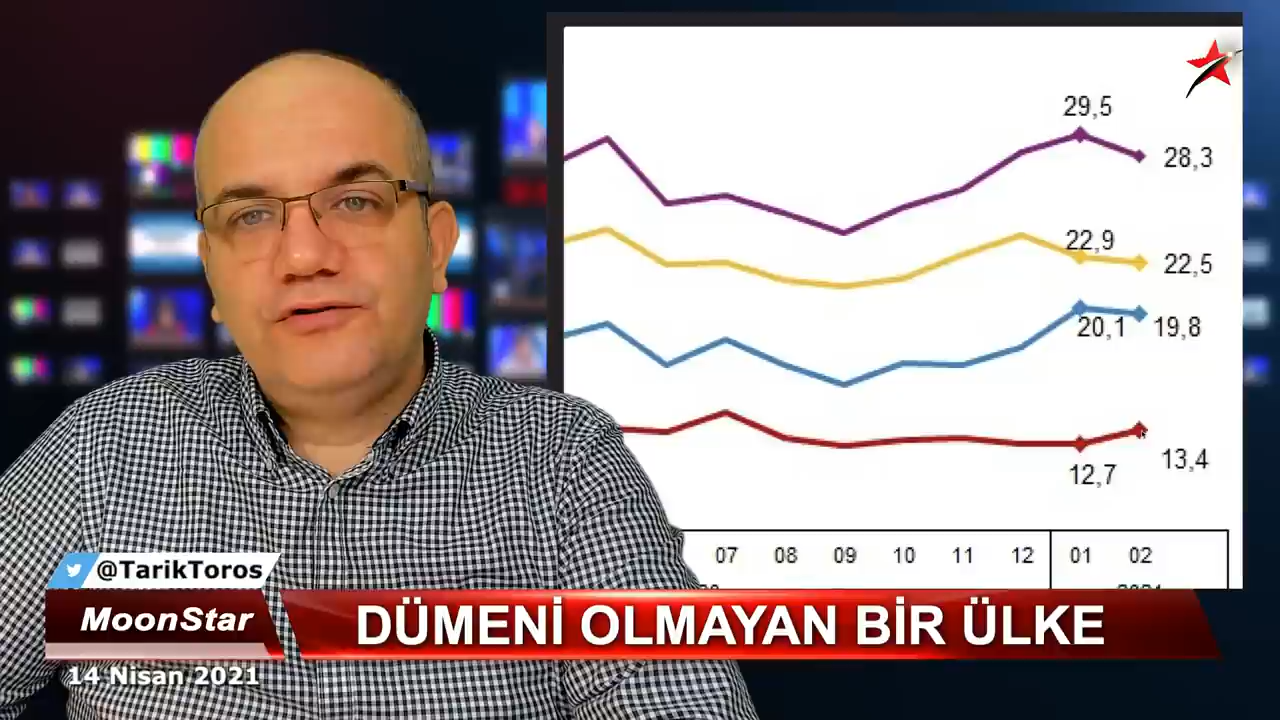 29,5
28,3
22,9
22,5
20,1
19,8
12,7
13,4
07 08 09 10 11 12 01 02
@TarikToros
MoonStar
DÜMENİ OLMAYAN BİR ÜLKE
14 Nisan 2021